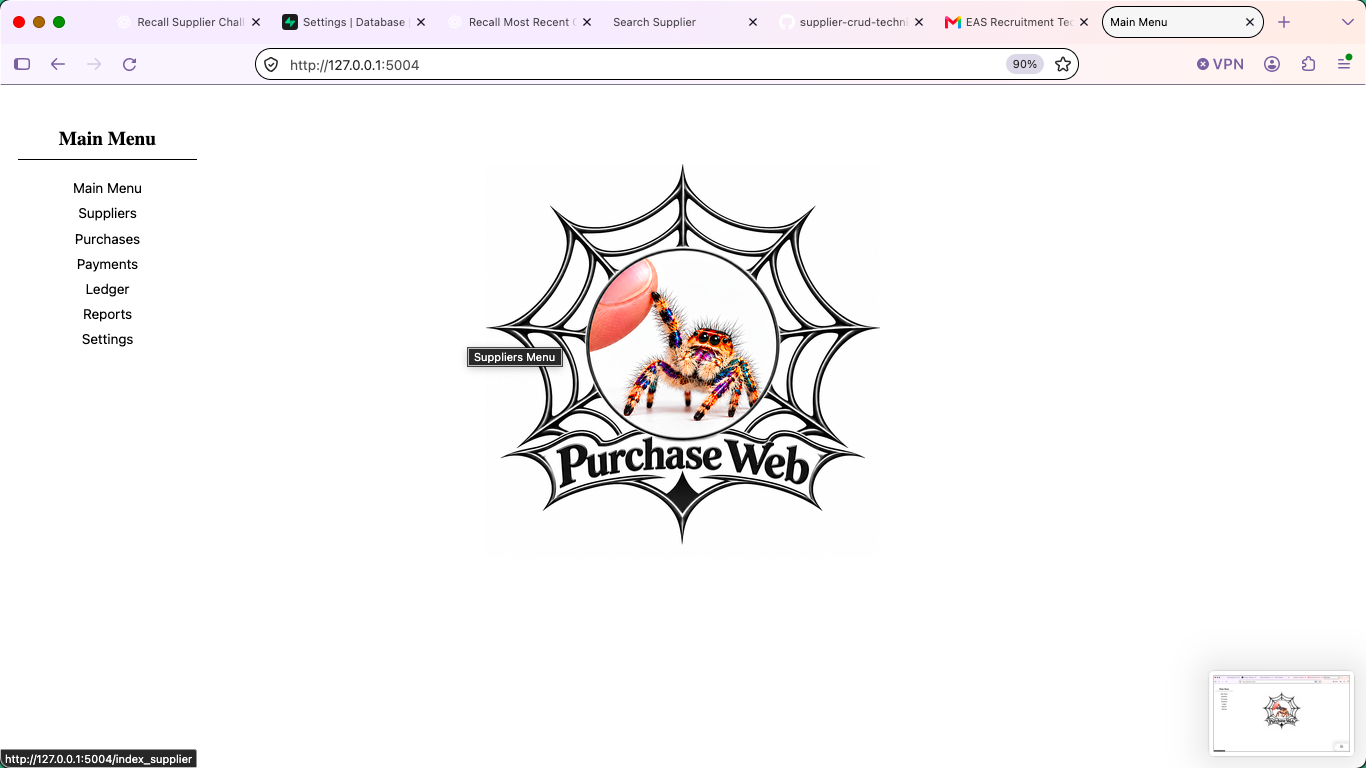 Recall Supplier Chall
Settings | Database
Recall Most Recent
Search Supplier
supplier-crud-techni
EAS Recruitment Tec
Main Menu
http://127.0.0.1:5004
90%
VPN
Main Menu
Main Menu
Suppliers
Purchases
Payments
Ledger
Reports
Settings
Suppliers Menu
Purchase Web
http://127.0.0.1:5004/index_supplier